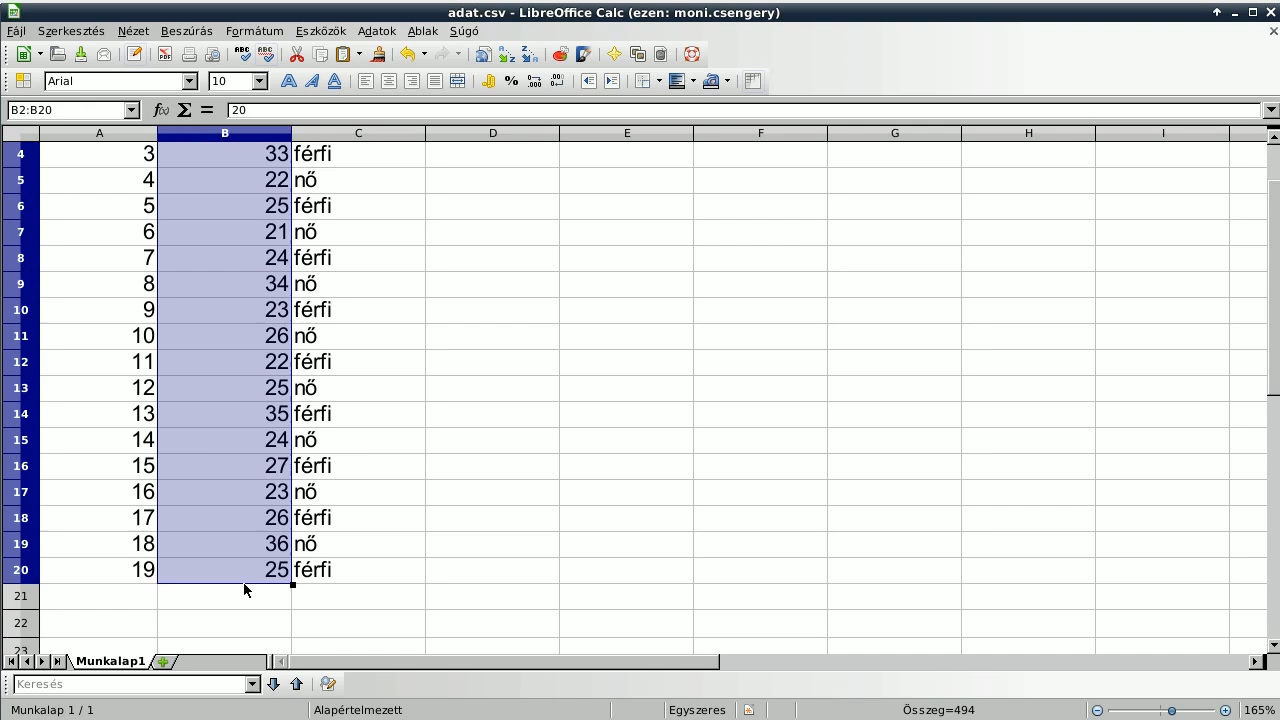 adat.csv - LibreOffice Calc (ezen: moni.csengery)
Fájl Szerkesztés Nézet Beszúrás Formátum Eszközök Adatok Ablak Súgó
Arial 10
B2:B20 20
A B C D E F G H I
4 3 33 férfi
5 4 22 nő
6 5 25 férfi
7 6 21 nő
8 7 24 férfi
9 8 34 nő
10 9 23 férfi
11 10 26 nő
12 11 22 férfi
13 12 25 nő
14 13 35 férfi
15 14 24 nő
16 15 27 férfi
17 16 23 nő
18 17 26 férfi
19 18 36 nő
20 19 25 férfi
21
22
23
Munkalap1
Keresés
Munkalap 1 / 1 Alapértelmezett Egyszeres Összeg=494 165%